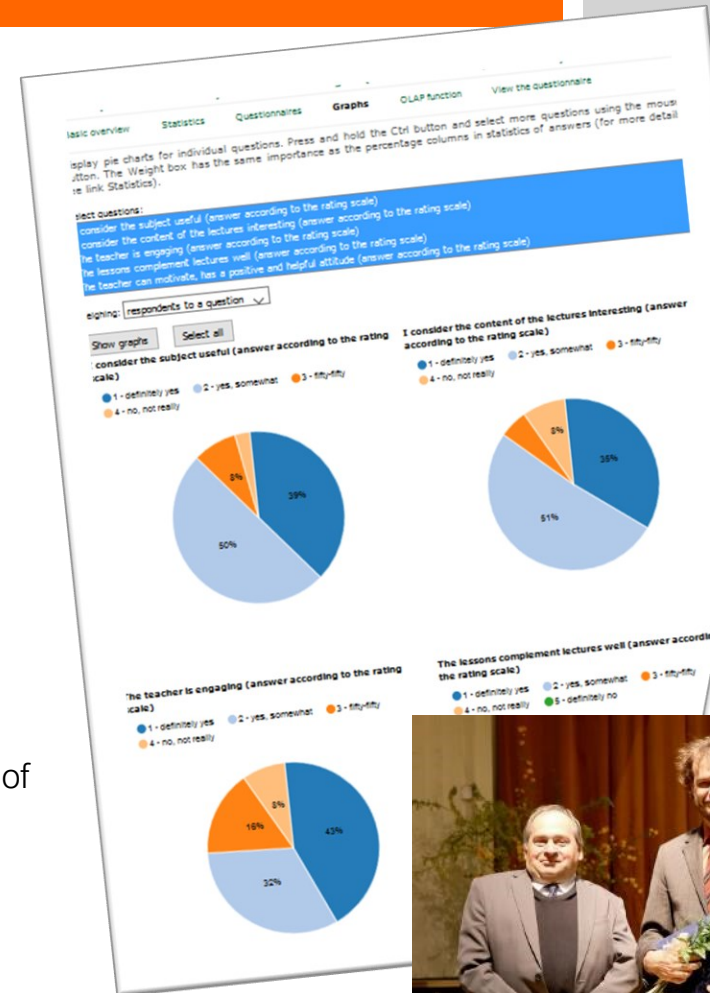 Basic overview Statistics Questionnaires Graphs OLAP function View the questionnaire
isplay pie charts for individual questions. Press and hold the Ctrl button and select more questions using the mous
utton. The Weight box has the same importance as the percentage columns in statistics of answers (for more detail
ee link Statistics).
elect questions:
consider the subject useful (answer according to the rating scale)
consider the content of the lectures interesting (answer according to the rating scale)
he teacher is engaging (answer according to the rating scale)
he lessons complement lectures well (answer according to the rating scale)
he teacher can motivate, has a positive and helpful attitude (answer according to the rating scale)
eighing: respondents to a question
Show graphs Select all
I consider the subject useful (answer according to the rating
scale)
1 - definitely yes 2 - yes, somewhat 3 - fifty-fifty
4 - no, not really
8%
39%
50%
I consider the content of the lectures interesting (answer
according to the rating scale)
1 - definitely yes 2 - yes, somewhat 3 - fifty-fifty
4 - no, not really
8%
35%
51%
he teacher is engaging (answer according to the rating
cale)
1 - definitely yes 2 - yes, somewhat 3 - fifty-fifty
4 - no, not really
8%
16%
43%
32%
The lessons complement lectures well (answer accordin
the rating scale)
1 - definitely yes 2 - yes, somewhat 3 - fifty-fifty
4 - no, not really 5 - definitely no
of